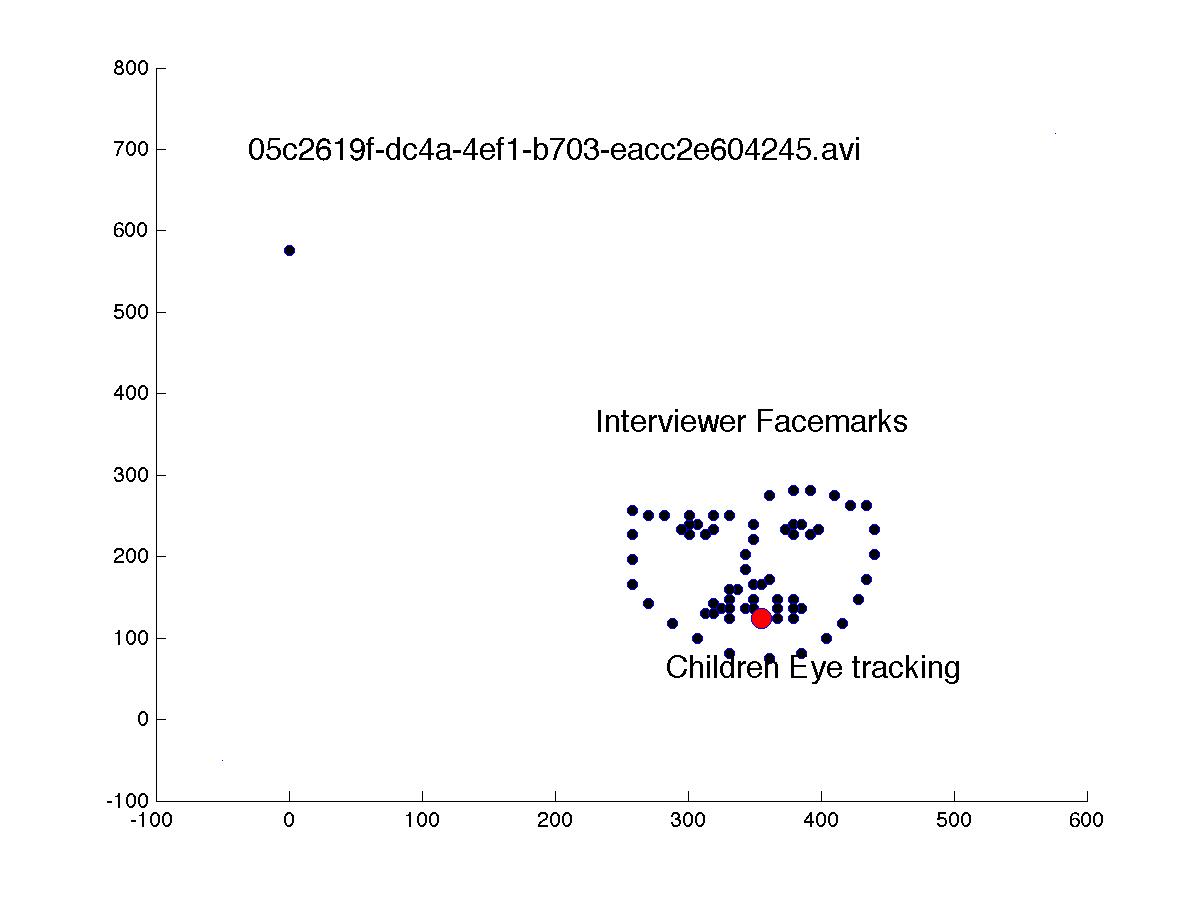 800
700
05c2619f-dc4a-4ef1-b703-eacc2e604245.avi
600
500
400
Interviewer Facemarks
300
200
100
Children Eye tracking
0
-100
-100 0 100 200 300 400 500 600